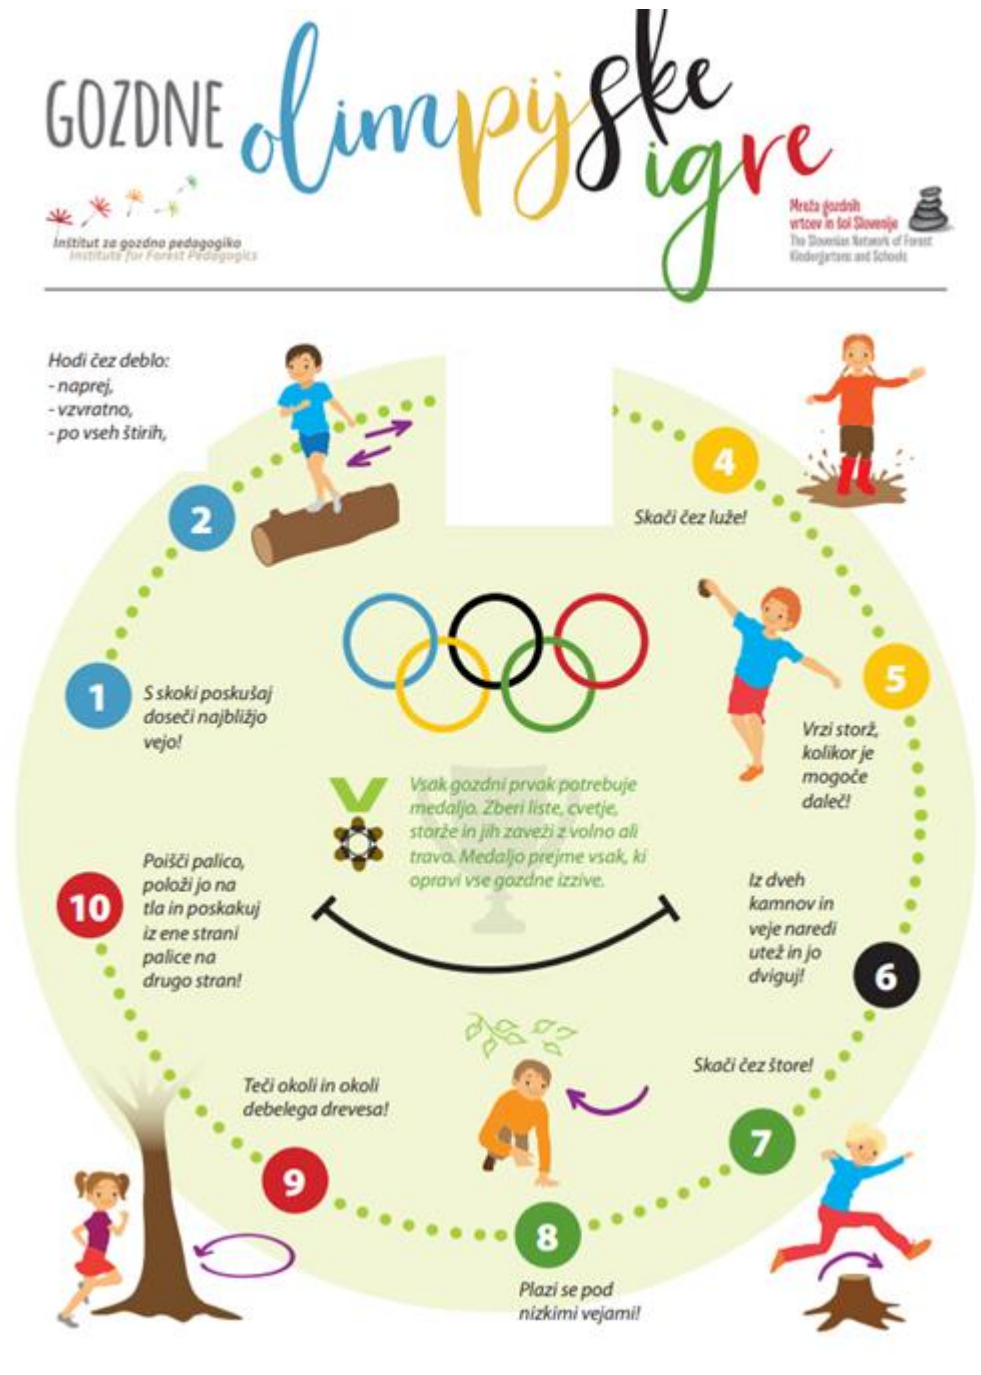 GOZDNE olimpijske
igre
Inštitut za gozdno pedagogiko
Institute for Forest Pedagogics
Mreža gozdnih
vrtcev in šol Slovenije
The Slovenian Network of Forest
Kindergartens and Schools
Hodi čez deblo:
- naprej,
- vzvratno,
- po vseh štirih,
2
4
Skači čez luže!
1
S skoki poskušaj
doseči najbližjo
vejo!
5
Vrzi storž,
kolikor je
mogoče
daleč!
Vsak gozdni prvak potrebuje
medaljo. Zberi liste, cvetje,
storže in jih zaveži z volno ali
travo. Medaljo prejme vsak, ki
opravi vse gozdne izzive.
10
Poišči palico,
položi jo na
tla in poskakuj
iz ene strani
palice na
drugo stran!
Iz dveh
kamnov in
veje naredi
utež in jo
dviguj!
6
Skači čez štore!
7
Teči okoli in okoli
debelega drevesa!
9
8
Plazi se pod
nizkimi vejami!